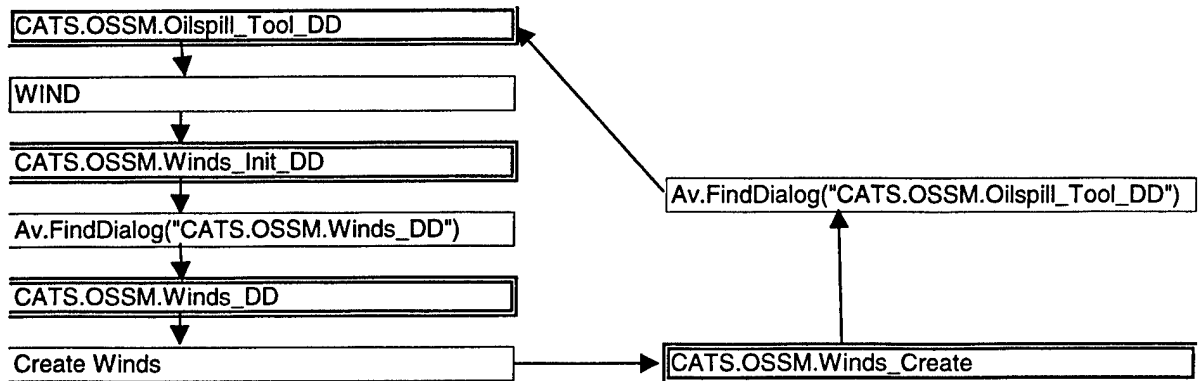 CATS.OSSM.Oilspill_Tool_DD
WIND
CATS.OSSM.Winds_Init_DD
Av.FindDialog("CATS.OSSM.Winds_DD")
CATS.OSSM.Winds_DD
Create Winds
Av.FindDialog("CATS.OSSM.Oilspill_Tool_DD")
CATS.OSSM.Winds_Create